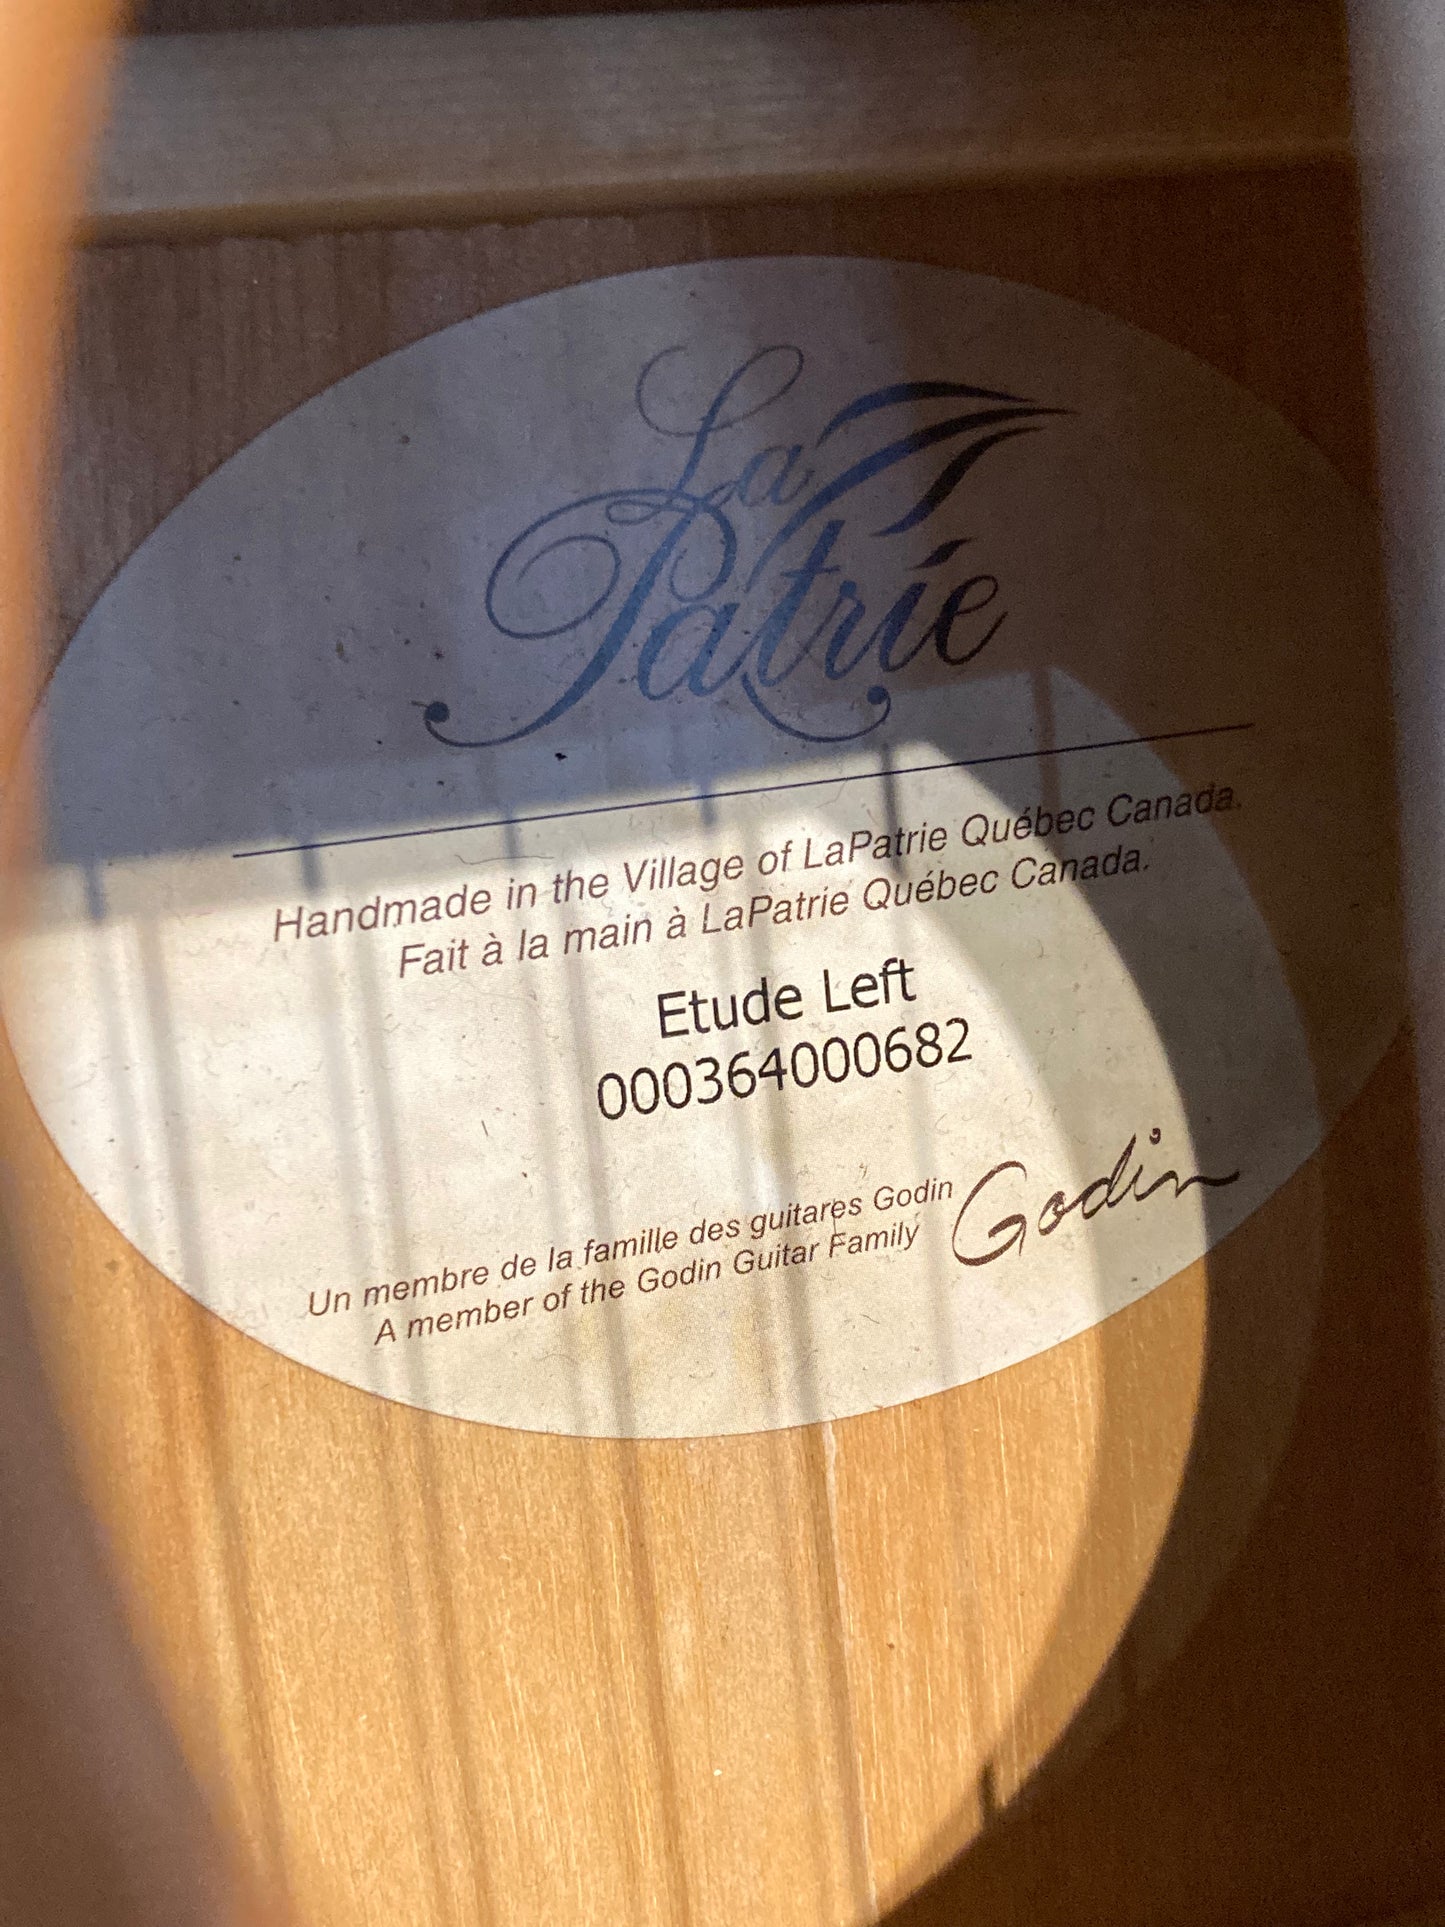 La
Patrie
Handmade in the Village of LaPatrie Québec Canada.
Fait à la main à LaPatrie Québec Canada.
Etude Left
000364000682
Un membre de la famille des guitares Godin
A member of the Godin Guitar Family
Godin